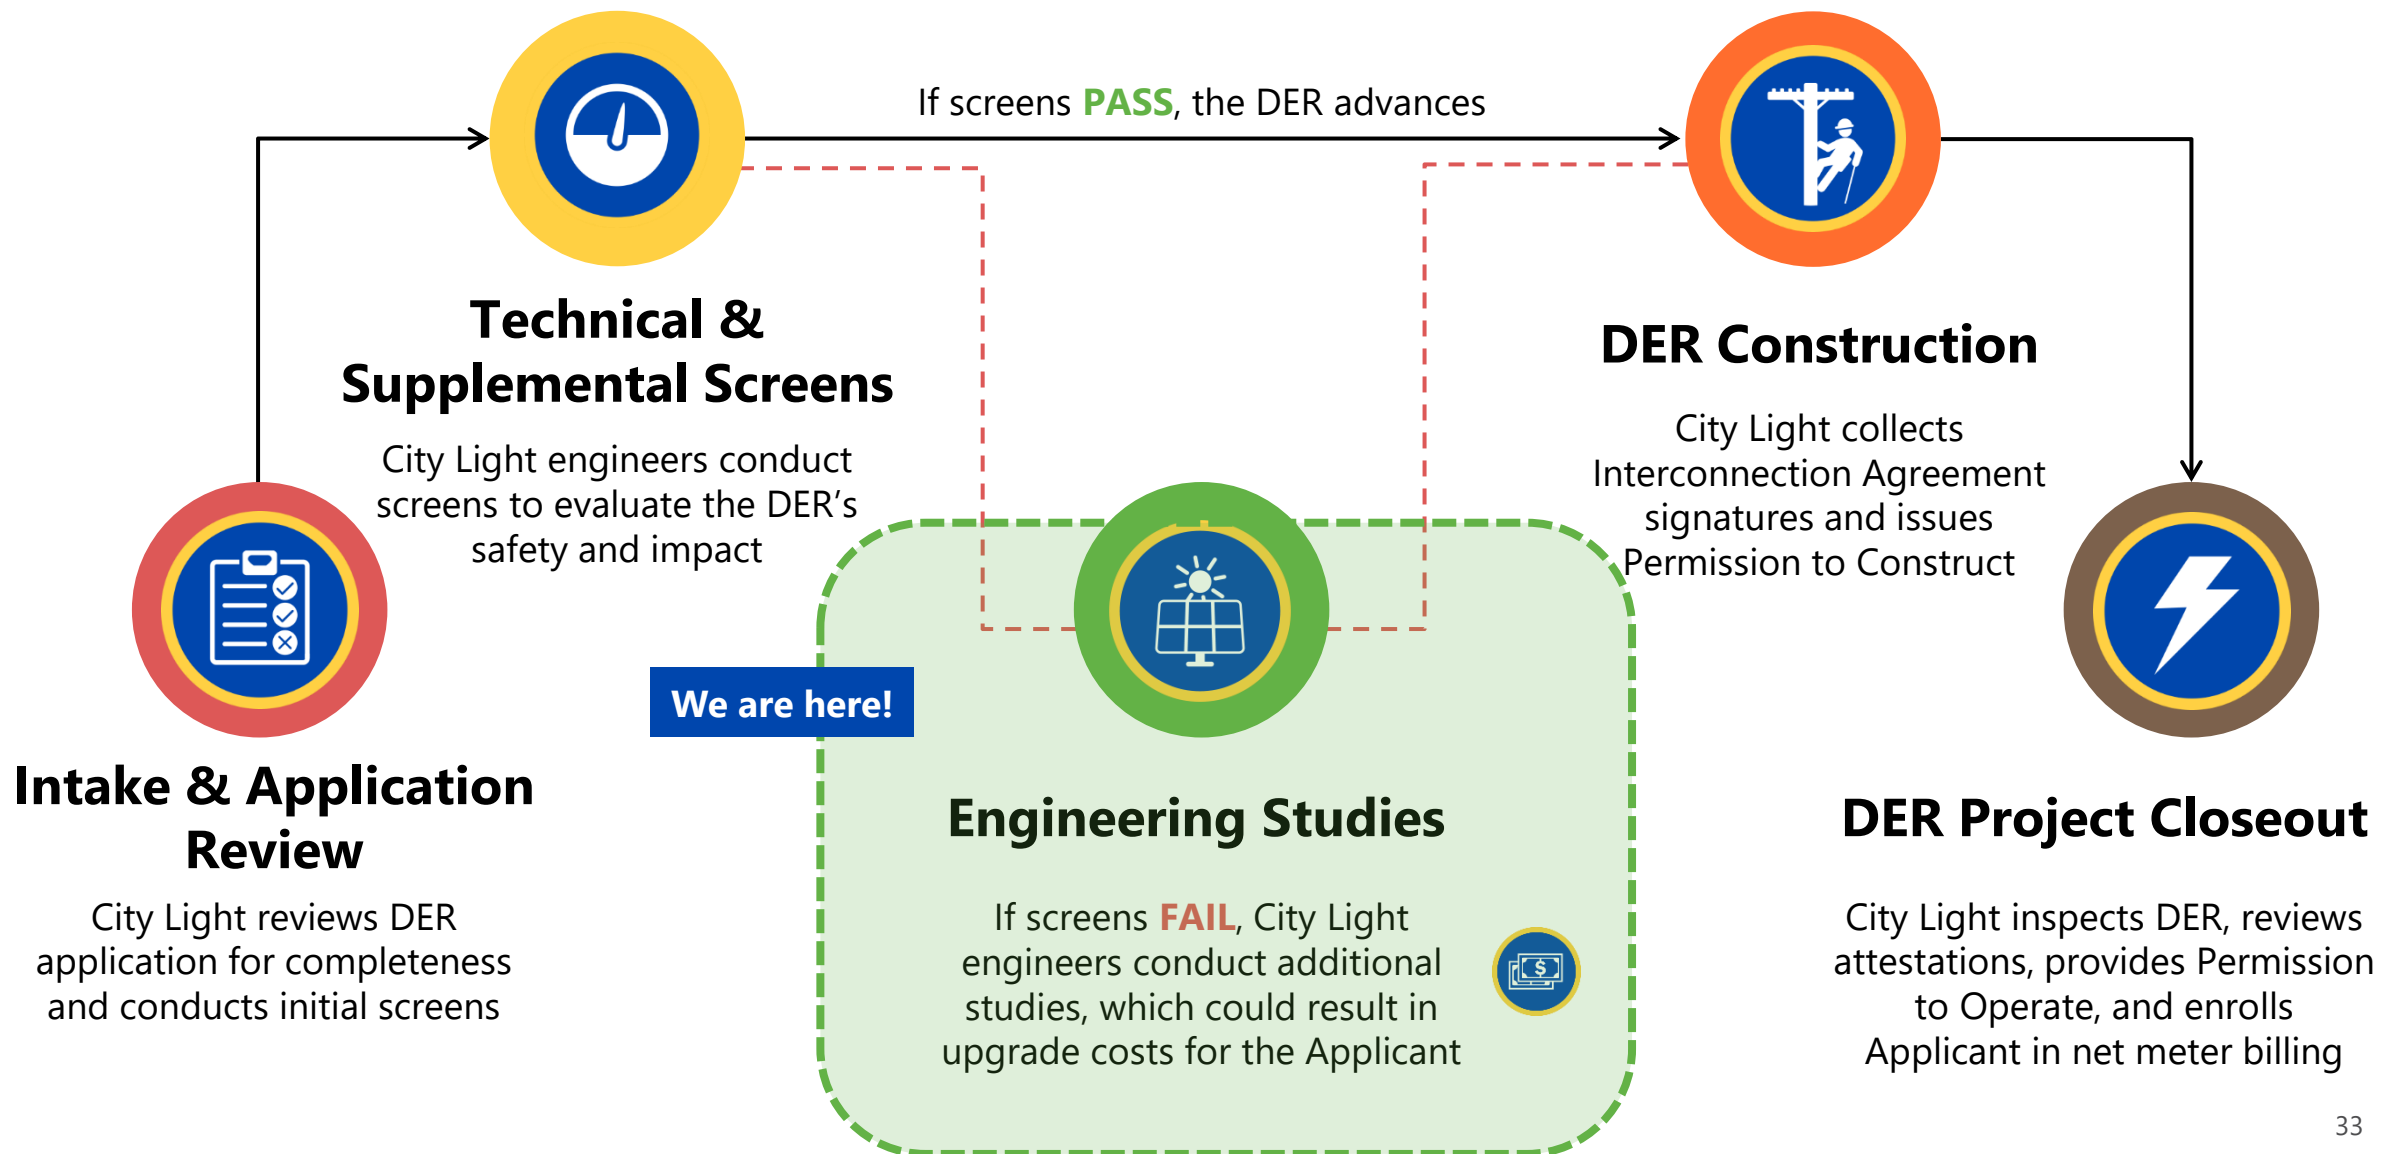 If screens PASS, the DER advances
Technical &
Supplemental Screens
City Light engineers conduct
screens to evaluate the DER’s
safety and impact
DER Construction
City Light collects
Interconnection Agreement
signatures and issues
Permission to Construct
We are here!
Intake & Application
Review
City Light reviews DER
application for completeness
and conducts initial screens
Engineering Studies
If screens FAIL, City Light
engineers conduct additional
studies, which could result in
upgrade costs for the Applicant
$
DER Project Closeout
City Light inspects DER, reviews
attestations, provides Permission
to Operate, and enrolls
Applicant in net meter billing
33